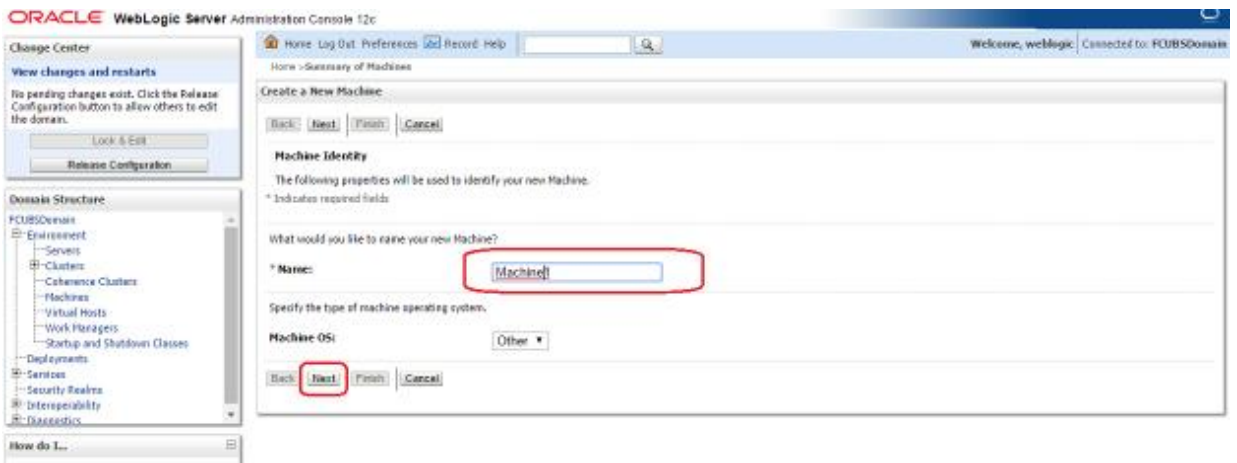 ORACLE WebLogic Server Administration Console 12c
Change Center
View changes and restarts
No pending changes exist. Click the Release
Configuration button to allow others to edit
the domain.
Lock & Edit
Release Configuration
Domain Structure
FCUBSDomain
Environment
Servers
Clusters
Coherence Clusters
Machines
Virtual Hosts
Work Managers
Startup and Shutdown Classes
Deployments
Services
Security Realms
Interoperability
Diagnostics
How do I...
Home Log Out Preferences Record Help
Welcome, weblogic Connected to: FCUBSDomain
Home >Summary of Machines
Create a New Machine
Back Next Finish Cancel
Machine Identity
The following properties will be used to identify your new Machine.
* Indicates required fields
What would you like to name your new Machine?
* Name:
Machine1
Specify the type of machine operating system.
Machine OS:
Other
Back Next Finish Cancel